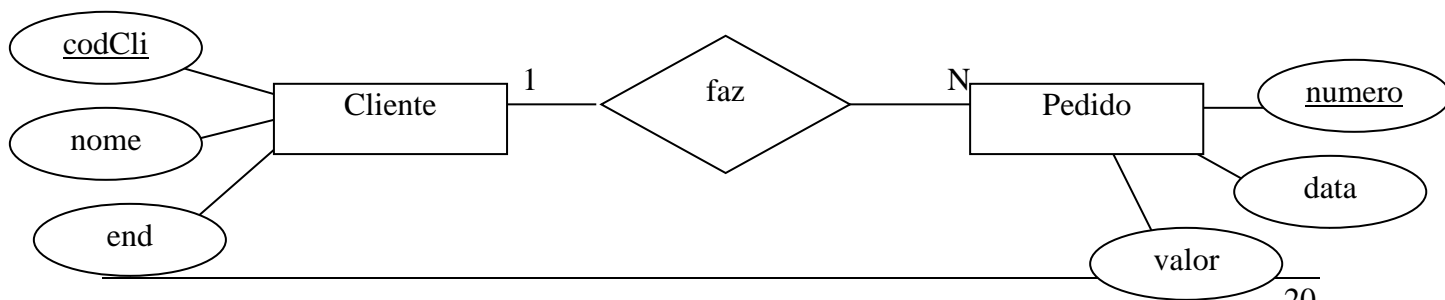 codCli
1
N
faz
Cliente
Pedido
numero
nome
data
end
valor
20